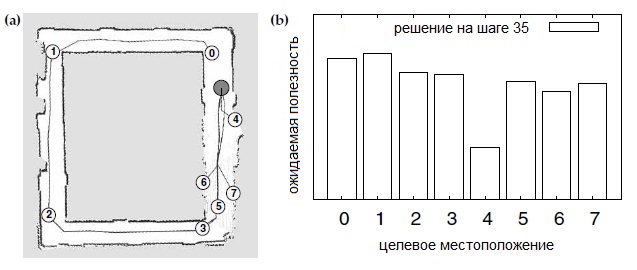 (a)
1
0
4
6
7
2
5
3
(b)
решение на шаге 35
ожидаемая полезность
0 1 2 3 4 5 6 7
целевое местоположение